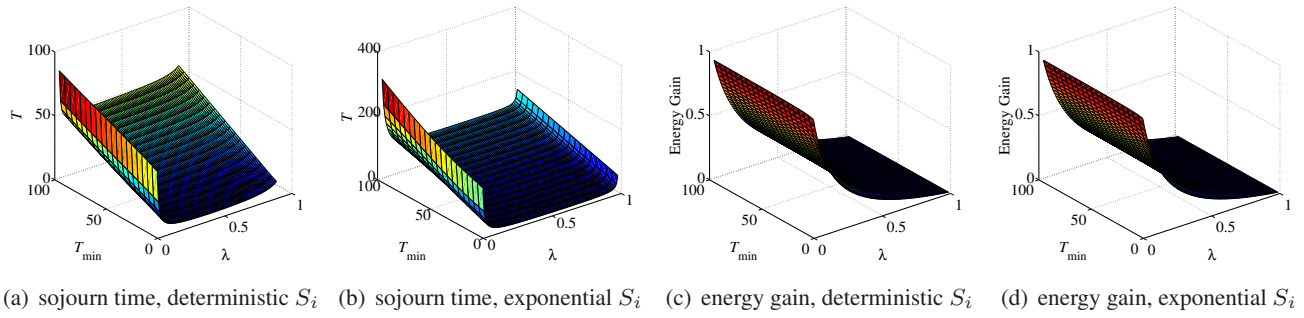 100
50
0
T
100
50
0
T_min
0
0.5
1
λ
400
200
0
T
100
50
0
T_min
0
0.5
1
λ
1
0.5
0
Energy Gain
100
50
0
T_min
0
0.5
1
λ
1
0.5
0
Energy Gain
100
50
0
T_min
0
0.5
1
λ
(a) sojourn time, deterministic S_i
(b) sojourn time, exponential S_i
(c) energy gain, deterministic S_i
(d) energy gain, exponential S_i